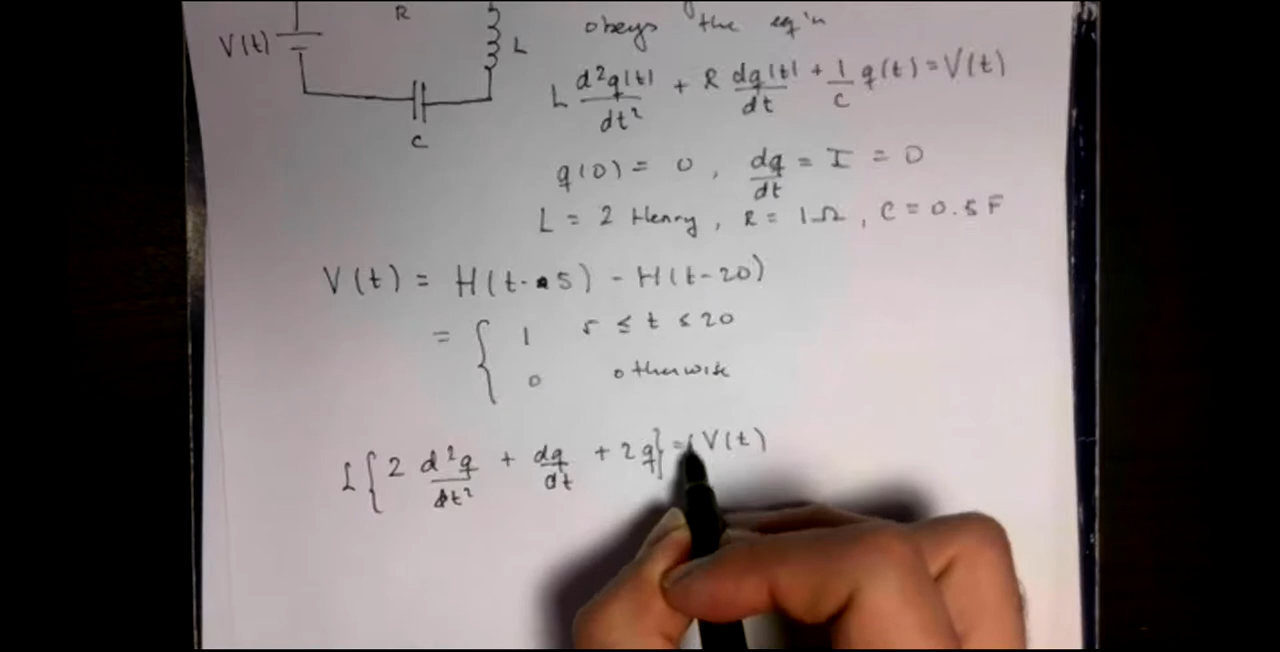 R
V(t)
L
C
obeys the eq'n
L d²q(t)/dt² + R dq(t)/dt + 1/C q(t) = V(t)
q(0) = 0 , dq/dt = I = 0
L = 2 Henry , R = 1Ω , C = 0.5 F
V(t) = H(t-5) - H(t-20)
= { 1 5 ≤ t ≤ 20
0 otherwise
L{ 2 d²q/dt² + dq/dt + 2q} = V(t)